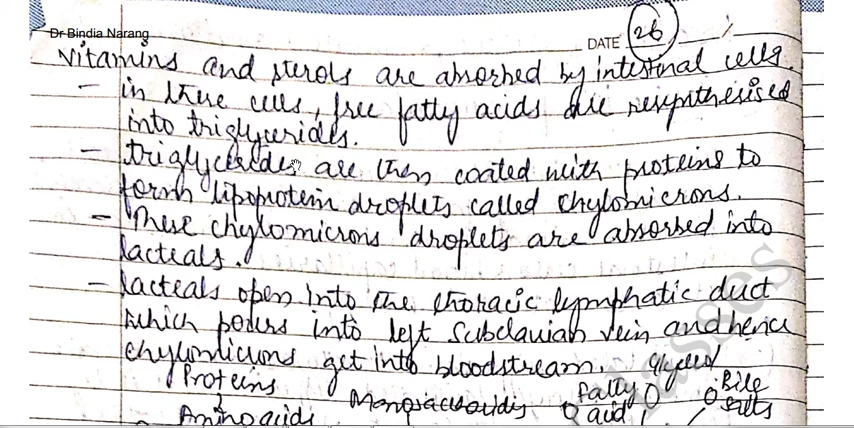 Dr Bindia Narang
DATE 26
vitamins and sterols are absorbed by intestinal cells.
- in these cells, free fatty acids are resynthesised
into triglycerides.
- triglycerides are then coated with proteins to
form lipoprotein droplets called chylomicrons.
- These chylomicrons droplets are absorbed into
lacteals.
- lacteals open into the thoracic lymphatic duct
which pours into left subclavian vein and hence
chylomicrons get into bloodstream.
Glycerol
Proteins Monosaccharides fatty acid Bile salts
Amino acids
classes